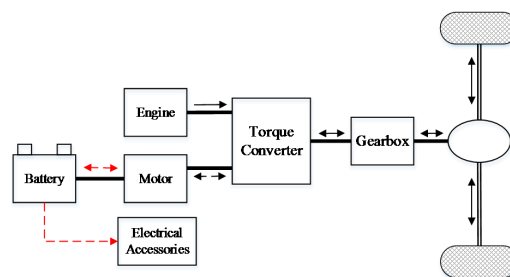 Engine
Torque
Converter
Gearbox
Battery
Motor
Electrical
Accessories